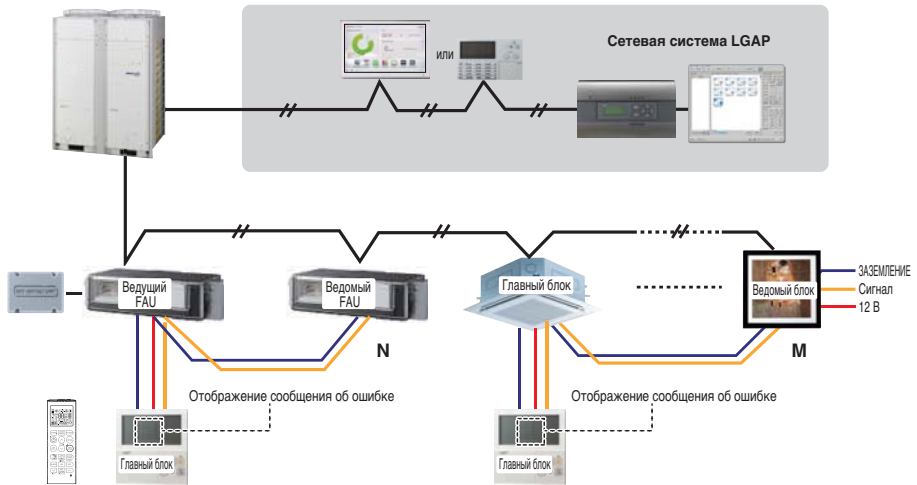 Сетевая система LGAP
или
Ведущий
FAU
Ведомый
FAU
Главный блок
Ведомый блок
ЗАЗЕМЛЕНИЕ
Сигнал
12 В
N
M
Отображение сообщения об ошибке
Отображение сообщения об ошибке
Главный блок
Главный блок